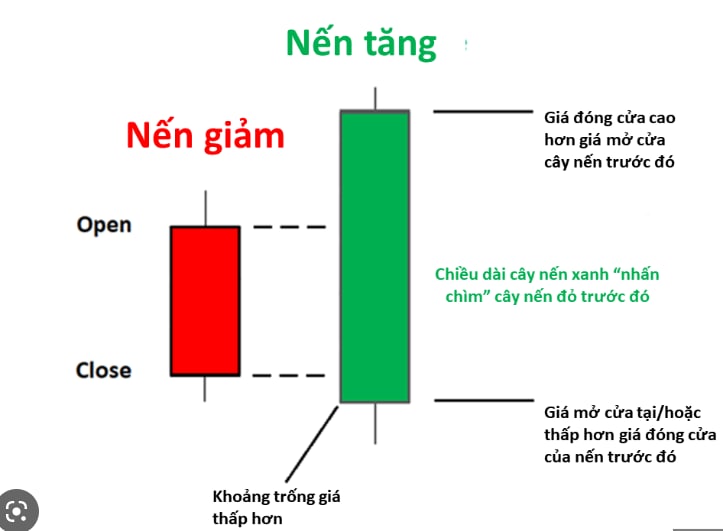 Nến tăng
Nến giảm
Giá đóng cửa cao
hơn giá mở cửa
cây nến trước đó
Open
Chiều dài cây nến xanh “nhấn
chìm” cây nến đỏ trước đó
Close
Giá mở cửa tại/hoặc
thấp hơn giá đóng cửa
của nến trước đó
Khoảng trống giá
thấp hơn